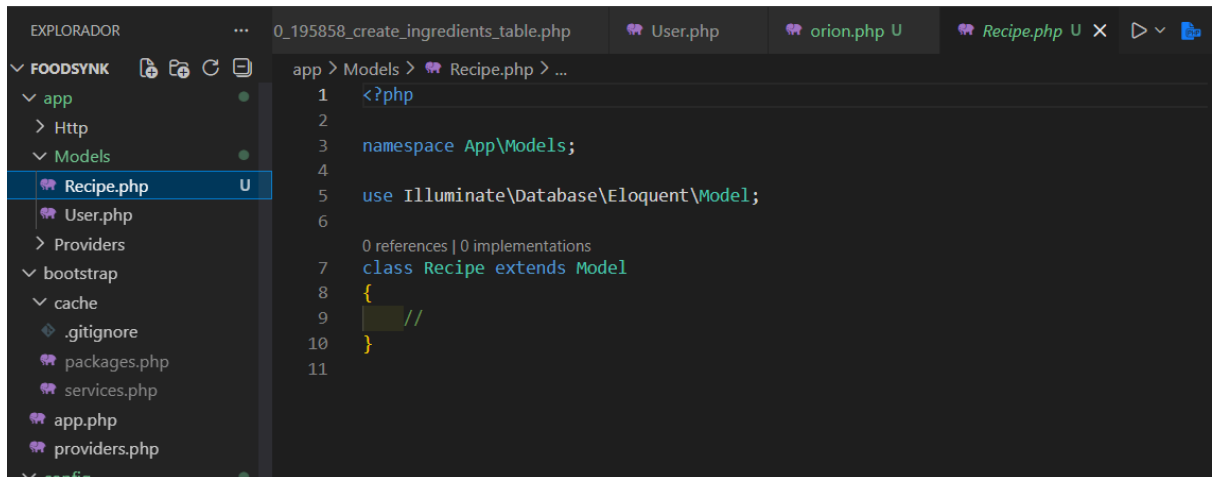 EXPLORADOR ...
0_195858_create_ingredients_table.php User.php orion.php U Recipe.php U
FOODSYNK
app > Models > Recipe.php > ...
app
Http
Models
Recipe.php U
User.php
Providers
bootstrap
cache
.gitignore
packages.php
services.php
app.php
providers.php
config
1 <?php
2
3 namespace App\Models;
4
5 use Illuminate\Database\Eloquent\Model;
6
0 references | 0 implementations
7 class Recipe extends Model
8 {
9 //
10 }
11